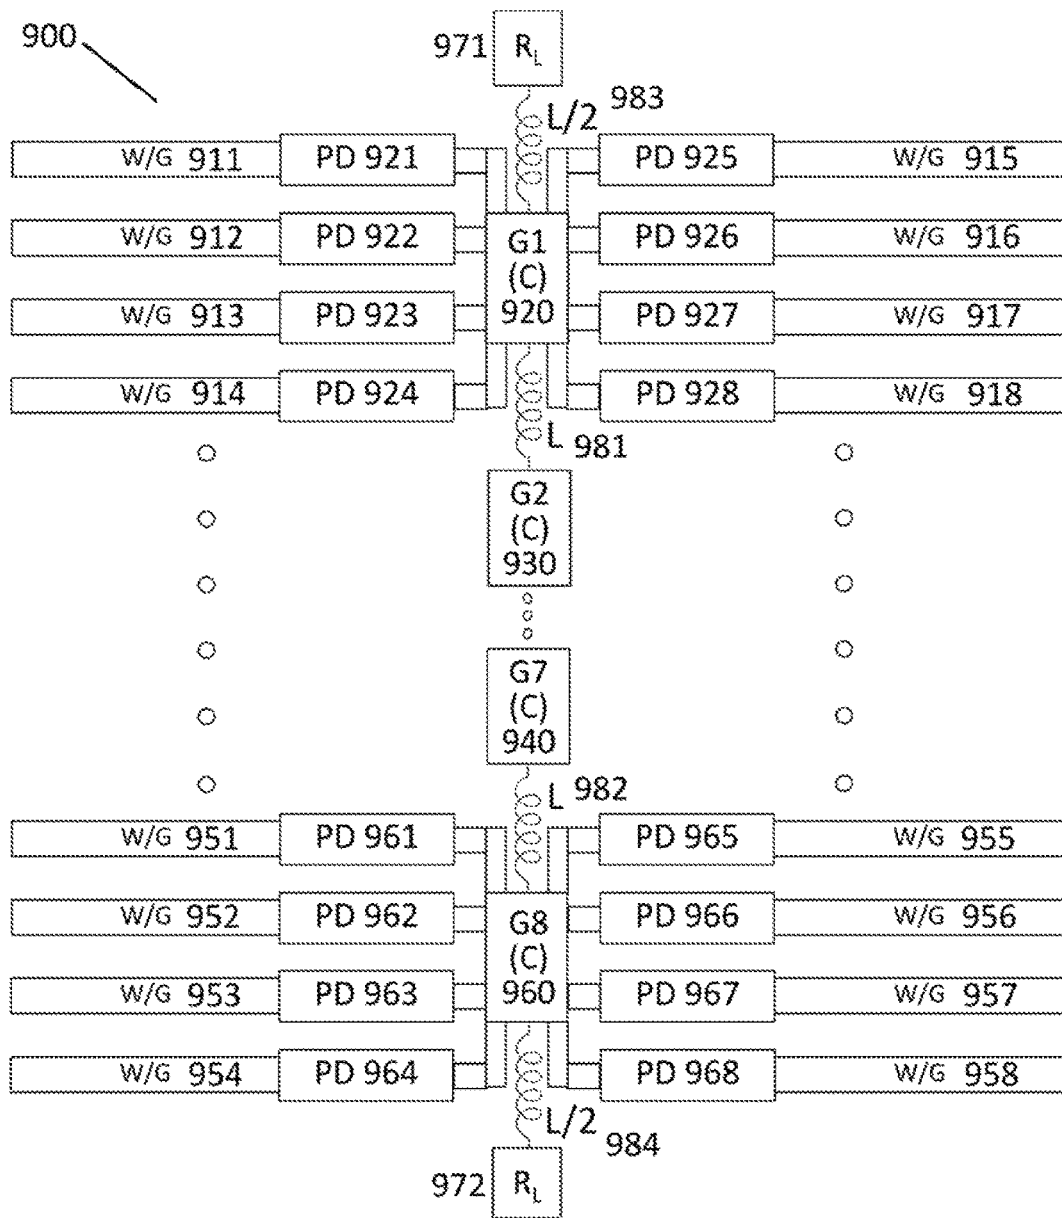 900
971
R_L
L/2 983
W/G 911 PD 921 PD 925 W/G 915
W/G 912 PD 922 G1 PD 926 W/G 916
(C)
W/G 913 PD 923 920 PD 927 W/G 917
W/G 914 PD 924 PD 928 W/G 918
L 981
G2
(C)
930
G7
(C)
940
L 982
W/G 951 PD 961 PD 965 W/G 955
W/G 952 PD 962 G8 PD 966 W/G 956
(C)
W/G 953 PD 963 960 PD 967 W/G 957
W/G 954 PD 964 PD 968 W/G 958
L/2 984
972
R_L